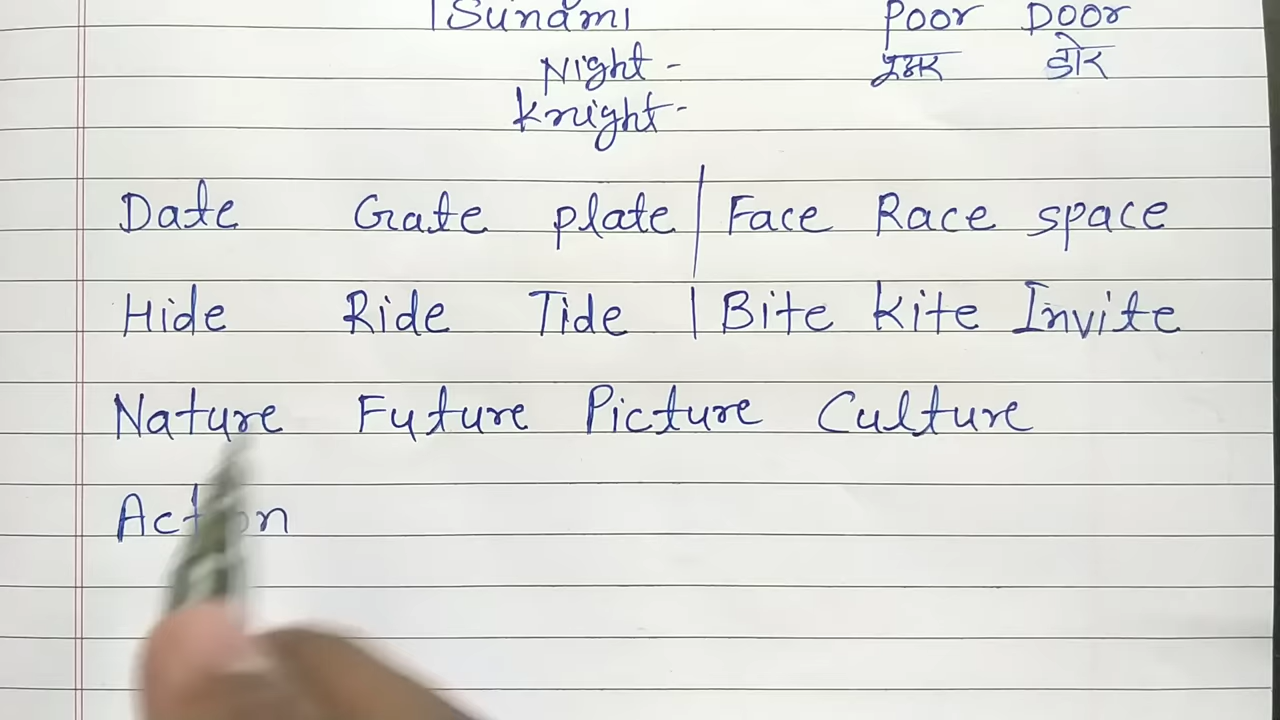 Tsunami Poor Door
Night - डोर
Knight -
Date Grate plate | Face Race space
Hide Ride Tide | Bite kite Invite
Nature Future Picture Culture
Action